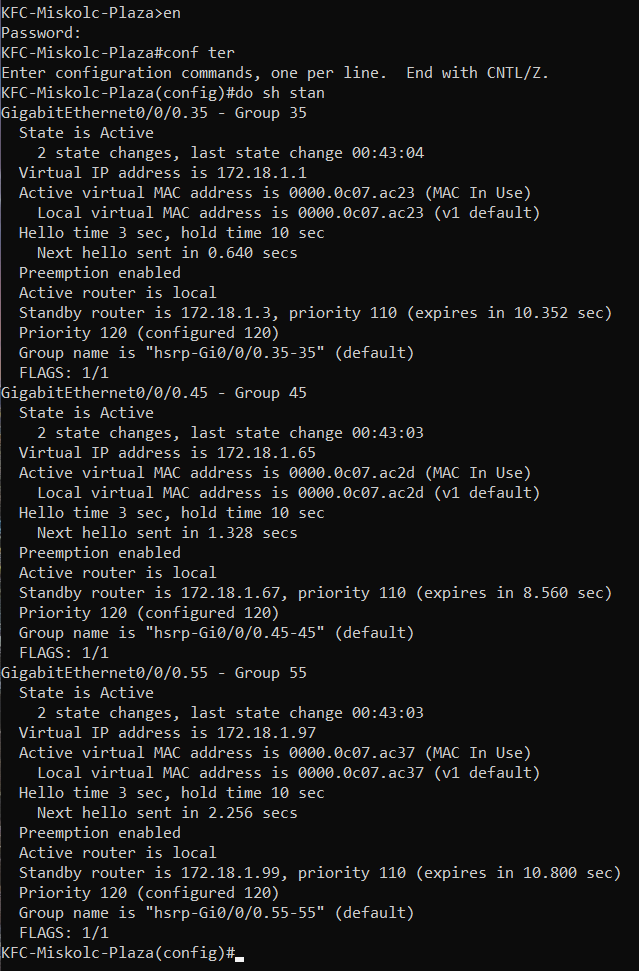 KFC-Miskolc-Plaza>en
Password:
KFC-Miskolc-Plaza#conf ter
Enter configuration commands, one per line.  End with CNTL/Z.
KFC-Miskolc-Plaza(config)#do sh stan
GigabitEthernet0/0/0.35 - Group 35
  State is Active
    2 state changes, last state change 00:43:04
  Virtual IP address is 172.18.1.1
  Active virtual MAC address is 0000.0c07.ac23 (MAC In Use)
    Local virtual MAC address is 0000.0c07.ac23 (v1 default)
  Hello time 3 sec, hold time 10 sec
    Next hello sent in 0.640 secs
  Preemption enabled
  Active router is local
  Standby router is 172.18.1.3, priority 110 (expires in 10.352 sec)
  Priority 120 (configured 120)
  Group name is "hsrp-Gi0/0/0.35-35" (default)
  FLAGS: 1/1
GigabitEthernet0/0/0.45 - Group 45
  State is Active
    2 state changes, last state change 00:43:03
  Virtual IP address is 172.18.1.65
  Active virtual MAC address is 0000.0c07.ac2d (MAC In Use)
    Local virtual MAC address is 0000.0c07.ac2d (v1 default)
  Hello time 3 sec, hold time 10 sec
    Next hello sent in 1.328 secs
  Preemption enabled
  Active router is local
  Standby router is 172.18.1.67, priority 110 (expires in 8.560 sec)
  Priority 120 (configured 120)
  Group name is "hsrp-Gi0/0/0.45-45" (default)
  FLAGS: 1/1
GigabitEthernet0/0/0.55 - Group 55
  State is Active
    2 state changes, last state change 00:43:03
  Virtual IP address is 172.18.1.97
  Active virtual MAC address is 0000.0c07.ac37 (MAC In Use)
    Local virtual MAC address is 0000.0c07.ac37 (v1 default)
  Hello time 3 sec, hold time 10 sec
    Next hello sent in 2.256 secs
  Preemption enabled
  Active router is local
  Standby router is 172.18.1.99, priority 110 (expires in 10.800 sec)
  Priority 120 (configured 120)
  Group name is "hsrp-Gi0/0/0.55-55" (default)
  FLAGS: 1/1
KFC-Miskolc-Plaza(config)#